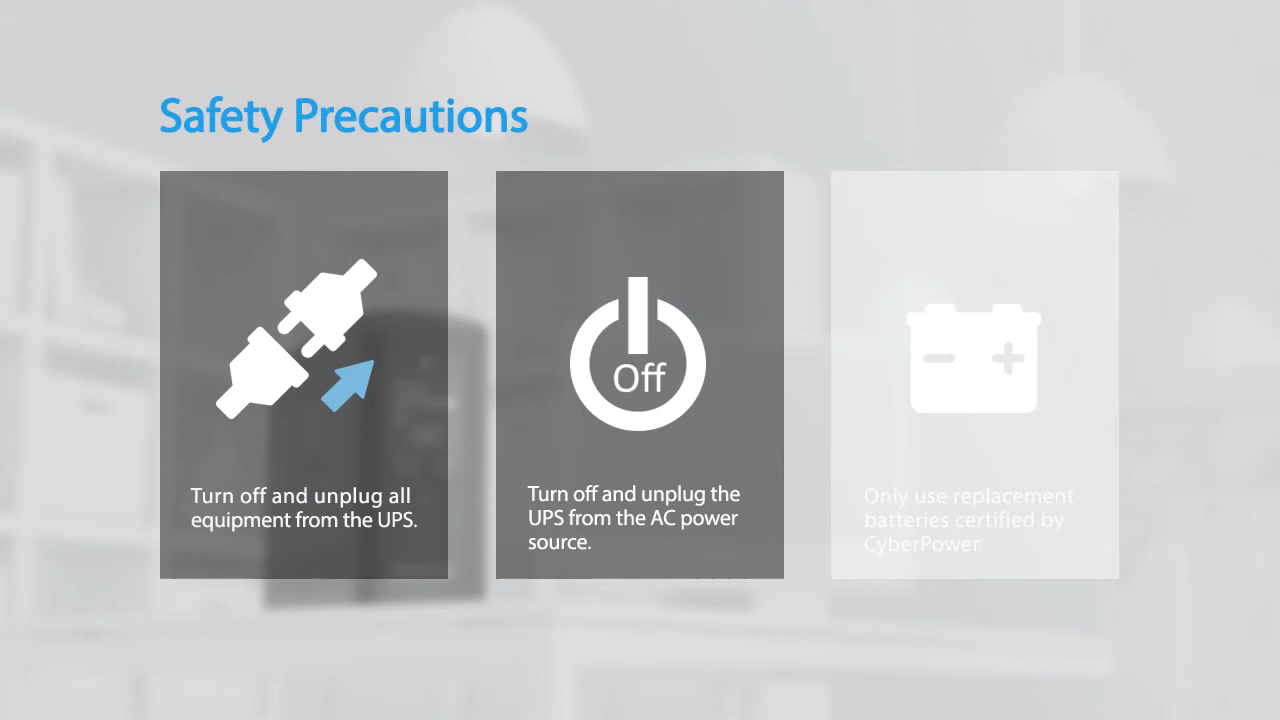 Safety Precautions
Off
Turn off and unplug all
equipment from the UPS.
Turn off and unplug the
UPS from the AC power
source.
Only use replacement
batteries certified by
CyberPower.